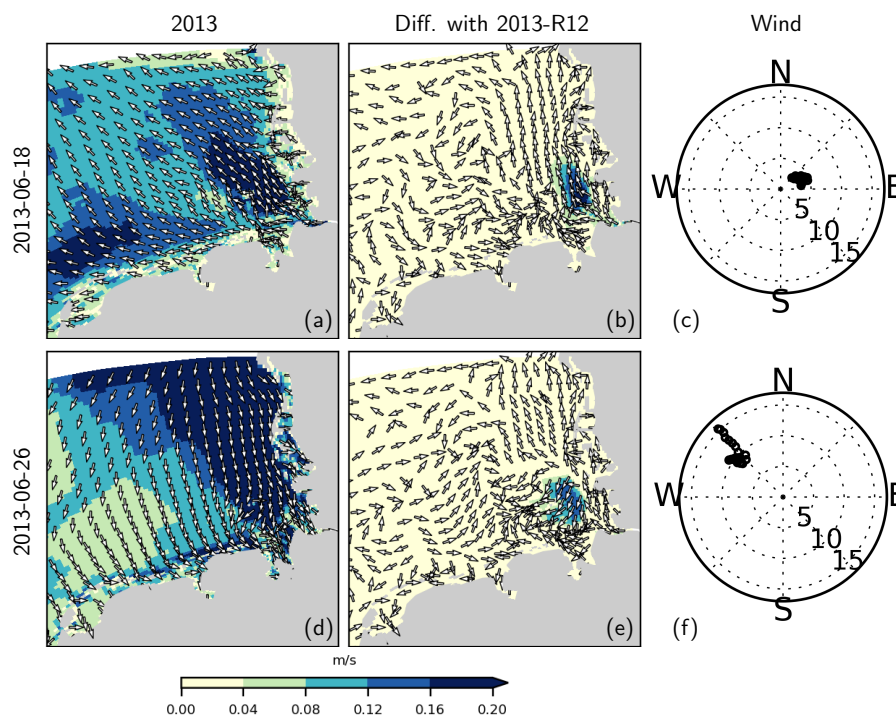 2013 Diff. with 2013-R12 Wind
2013-06-18
(a) (b) (c)
N
W E
S
5 10 15
2013-06-26
(d) (e) (f)
N
W E
S
5 10 15
m/s
0.00 0.04 0.08 0.12 0.16 0.20